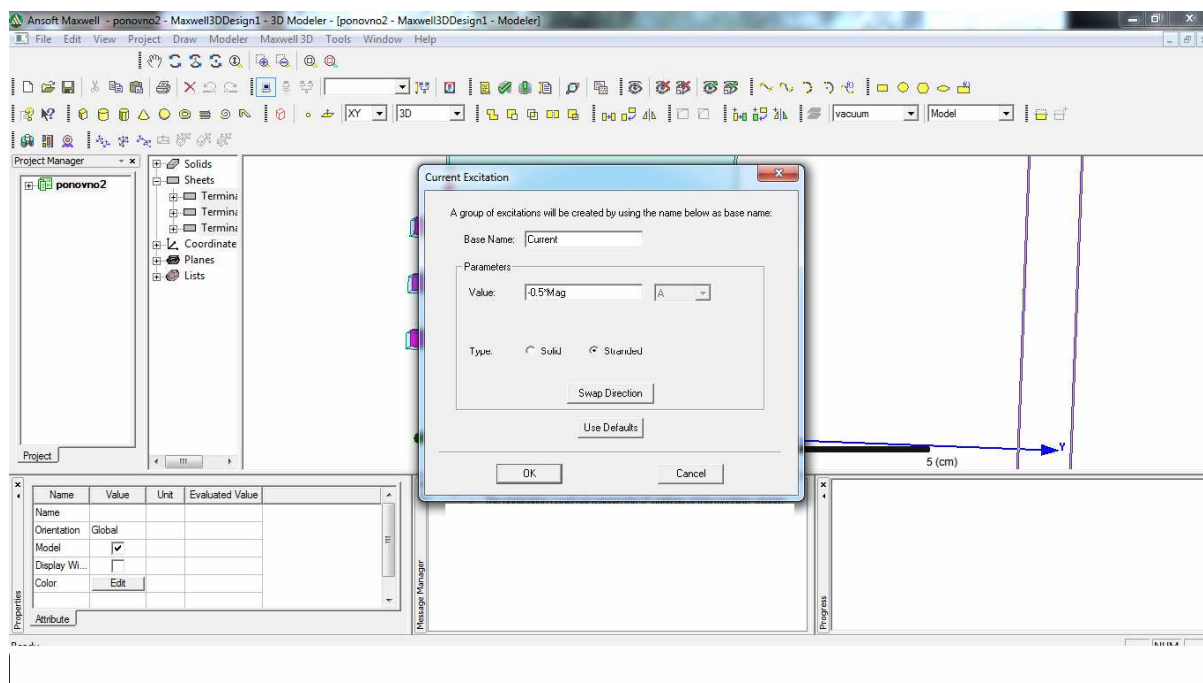 Ansoft Maxwell - ponovno2 - Maxwell3DDesign1 - 3D Modeler - [ponovno2 - Maxwell3DDesign1 - Modeler]
File Edit View Project Draw Modeler Maxwell 3D Tools Window Help
XY 3D vacuum Model
Project Manager
ponovno2
Project
Solids
Sheets
Termina
Termina
Termina
Coordinate
Planes
Lists
Current Excitation
A group of excitations will be created by using the name below as base name:
Base Name: Current
Parameters
Value: -0.5*Mag A
Type: Solid Stranded
Swap Direction
Use Defaults
OK Cancel
Y
5 (cm)
Name Value Unit Evaluated Value
Name
Orientation Global
Model
Display Wi...
Color Edit
Attribute
Properties
Message Manager
Progress